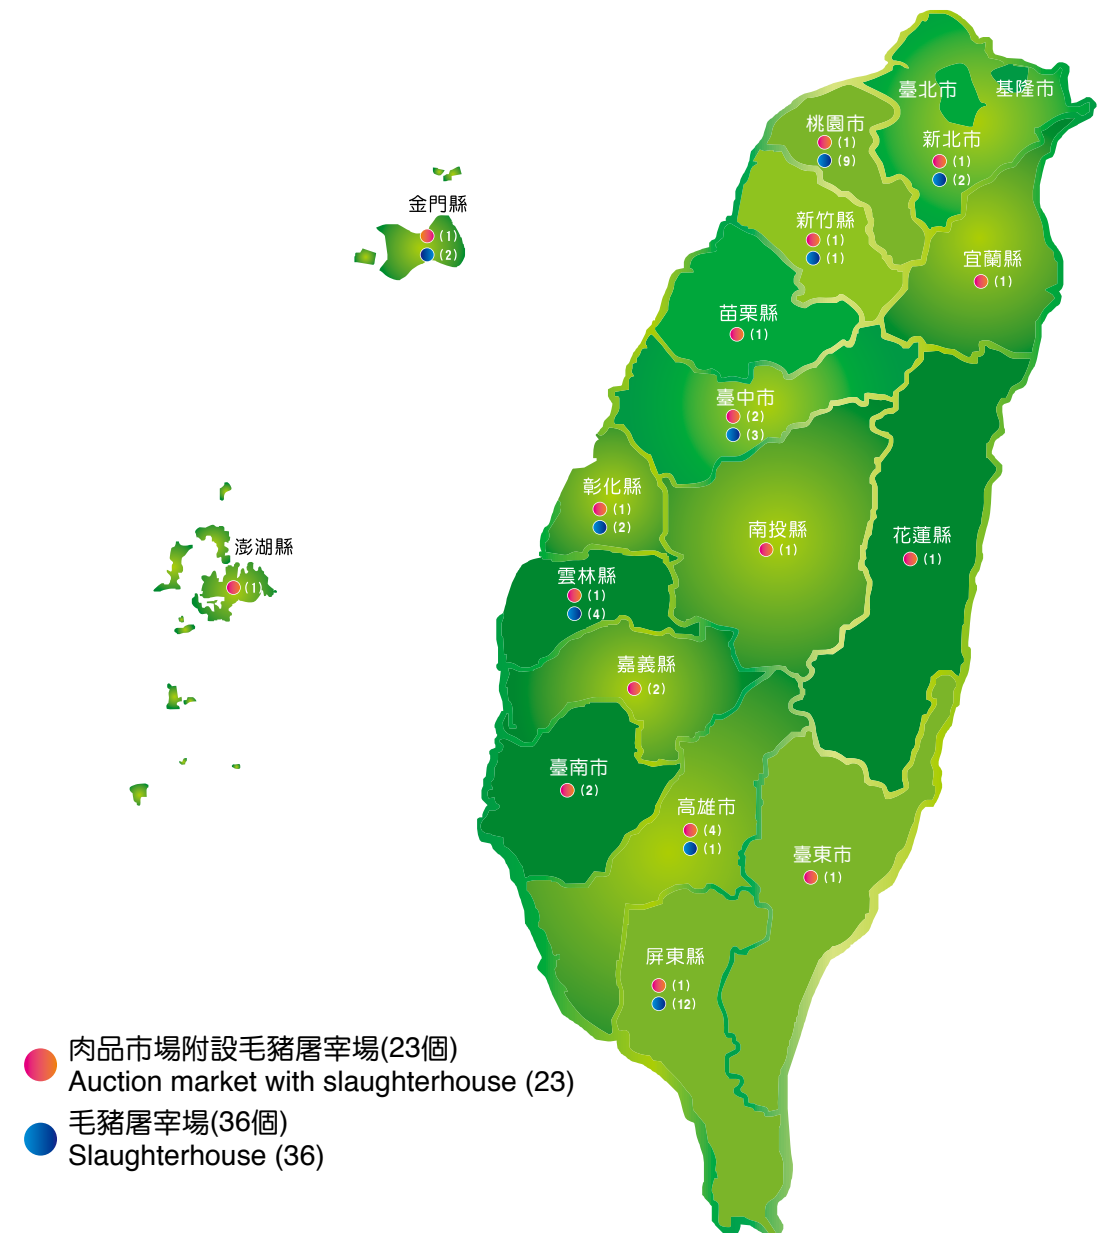 臺北市
基隆市
桃園市
(1)
(9)
新北市
(1)
(2)
金門縣
(1)
(2)
新竹縣
(1)
(1)
宜蘭縣
(1)
苗栗縣
(1)
臺中市
(2)
(3)
彰化縣
(1)
(2)
南投縣
(1)
花蓮縣
(1)
澎湖縣
(1)
雲林縣
(1)
(4)
嘉義縣
(2)
臺南市
(2)
高雄市
(4)
(1)
臺東市
(1)
屏東縣
(1)
(12)
肉品市場附設毛豬屠宰場(23個)
Auction market with slaughterhouse (23)
毛豬屠宰場(36個)
Slaughterhouse (36)